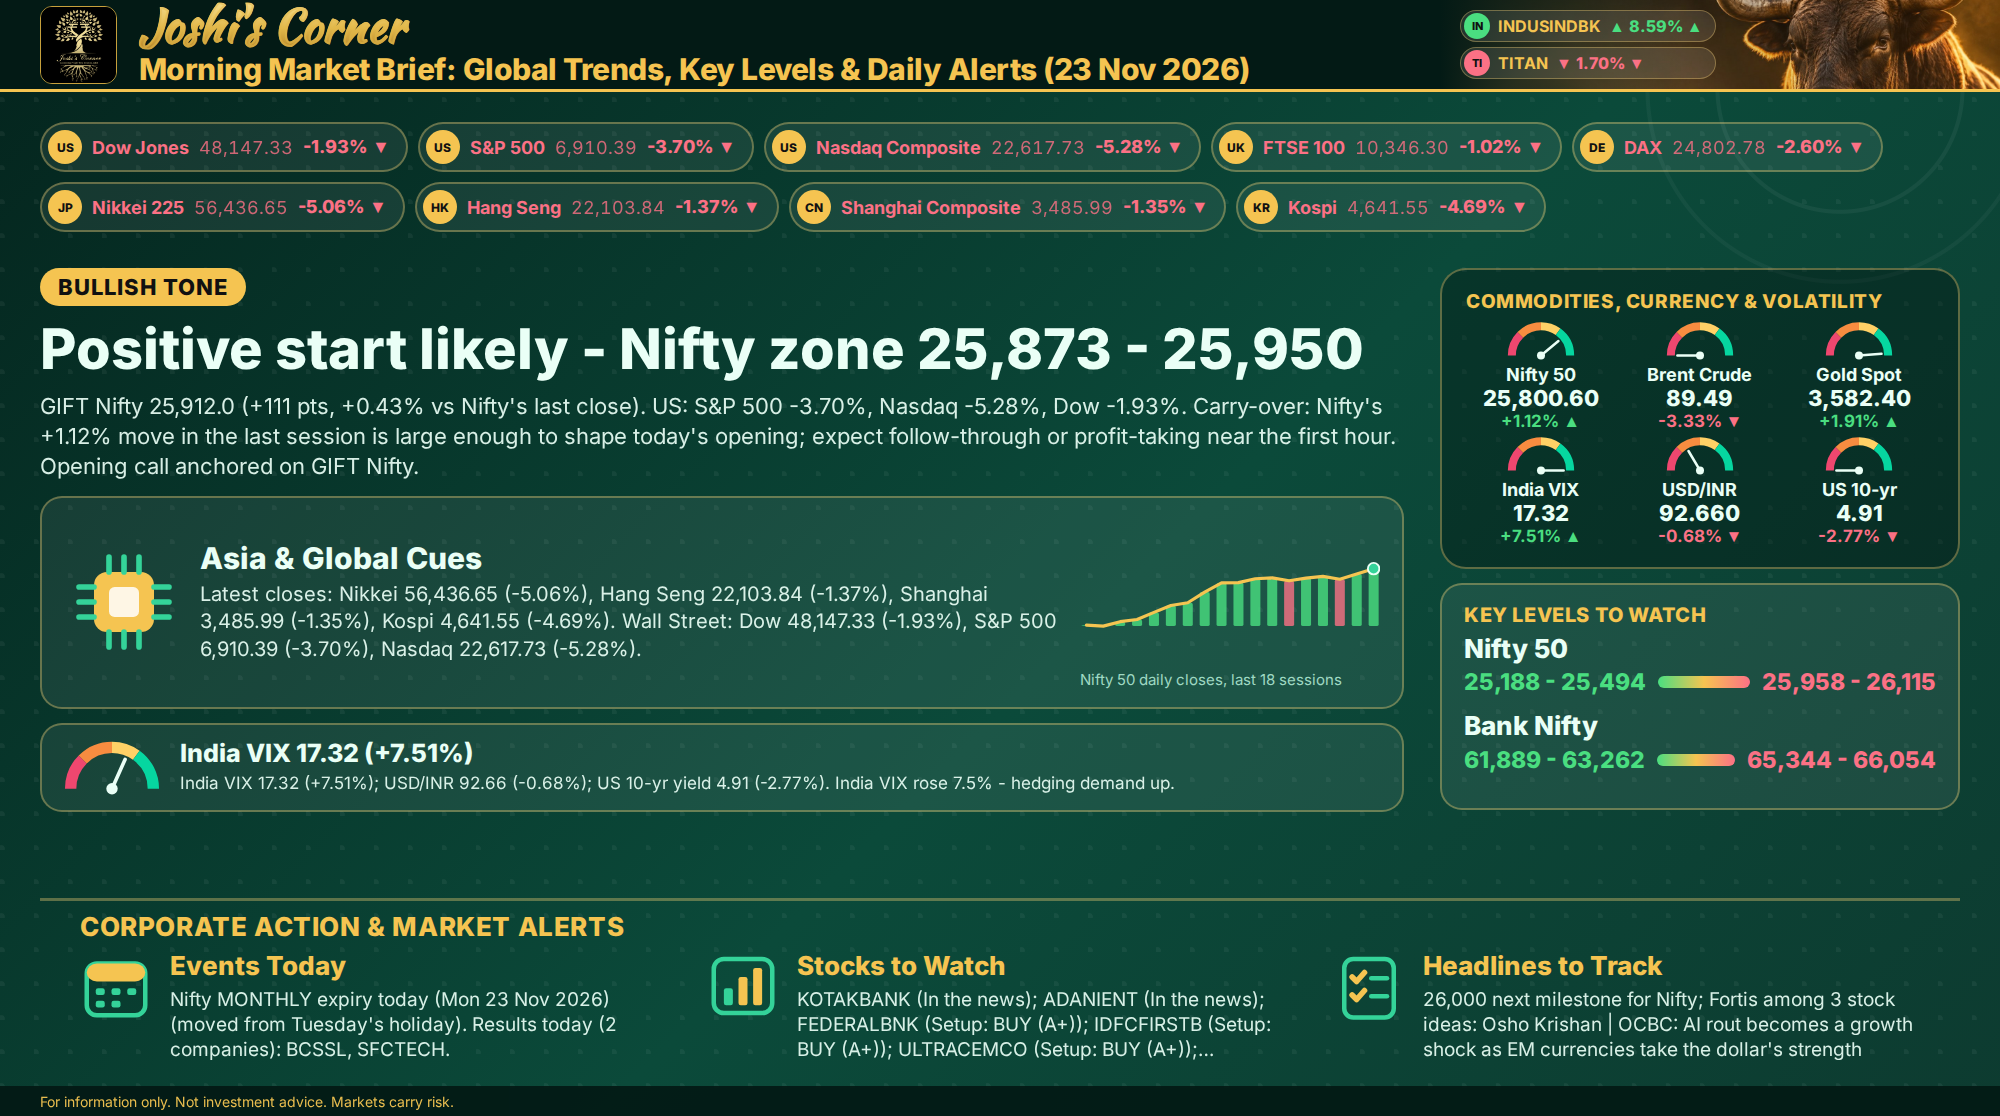 Joshi's Corner
Morning Market Brief: Global Trends, Key Levels & Daily Alerts (23 Nov 2026)
IN INDUSINDBK ▲ 8.59% ▲
TI TITAN ▼ 1.70% ▼
Joshi's Corner
US Dow Jones 48,147.33 -1.93% ▼
US S&P 500 6,910.39 -3.70% ▼
US Nasdaq Composite 22,617.73 -5.28% ▼
UK FTSE 100 10,346.30 -1.02% ▼
DE DAX 24,802.78 -2.60% ▼
JP Nikkei 225 56,436.65 -5.06% ▼
HK Hang Seng 22,103.84 -1.37% ▼
CN Shanghai Composite 3,485.99 -1.35% ▼
KR Kospi 4,641.55 -4.69% ▼
BULLISH TONE
Positive start likely - Nifty zone 25,873 - 25,950
GIFT Nifty 25,912.0 (+111 pts, +0.43% vs Nifty's last close). US: S&P 500 -3.70%, Nasdaq -5.28%, Dow -1.93%. Carry-over: Nifty's
+1.12% move in the last session is large enough to shape today's opening; expect follow-through or profit-taking near the first hour.
Opening call anchored on GIFT Nifty.
Asia & Global Cues
Latest closes: Nikkei 56,436.65 (-5.06%), Hang Seng 22,103.84 (-1.37%), Shanghai
3,485.99 (-1.35%), Kospi 4,641.55 (-4.69%). Wall Street: Dow 48,147.33 (-1.93%), S&P 500
6,910.39 (-3.70%), Nasdaq 22,617.73 (-5.28%).
Nifty 50 daily closes, last 18 sessions
India VIX 17.32 (+7.51%)
India VIX 17.32 (+7.51%); USD/INR 92.66 (-0.68%); US 10-yr yield 4.91 (-2.77%). India VIX rose 7.5% - hedging demand up.
COMMODITIES, CURRENCY & VOLATILITY
Nifty 50
25,800.60
+1.12% ▲
Brent Crude
89.49
-3.33% ▼
Gold Spot
3,582.40
+1.91% ▲
India VIX
17.32
+7.51% ▲
USD/INR
92.660
-0.68% ▼
US 10-yr
4.91
-2.77% ▼
KEY LEVELS TO WATCH
Nifty 50
25,188 - 25,494 25,958 - 26,115
Bank Nifty
61,889 - 63,262 65,344 - 66,054
CORPORATE ACTION & MARKET ALERTS
Events Today
Nifty MONTHLY expiry today (Mon 23 Nov 2026)
(moved from Tuesday's holiday). Results today (2
companies): BCSSL, SFCTECH.
Stocks to Watch
KOTAKBANK (In the news); ADANIENT (In the news);
FEDERALBNK (Setup: BUY (A+)); IDFCFIRSTB (Setup:
BUY (A+)); ULTRACEMCO (Setup: BUY (A+));...
Headlines to Track
26,000 next milestone for Nifty; Fortis among 3 stock
ideas: Osho Krishan | OCBC: AI rout becomes a growth
shock as EM currencies take the dollar's strength
For information only. Not investment advice. Markets carry risk.